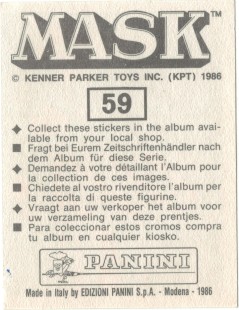 MASK™
© KENNER PARKER TOYS INC. (KPT) 1986
59
Collect these stickers in the album avai-
lable from your local shop.
Fragt bei Eurem Zeitschriftenhändler nach
dem Album für diese Serie.
Demandez à votre détaillant l'Album pour
la collection de ces images.
Chiedete al vostro rivenditore l'album per
la raccolta di queste figurine.
Vraagt aan uw verkoper het album voor
uw verzameling van deze prentjes.
Para coleccionar estos cromos compra
tu album en cualquier kiosko.
PANINI
Made in Italy by EDIZIONI PANINI S.p.A. - Modena - 1986